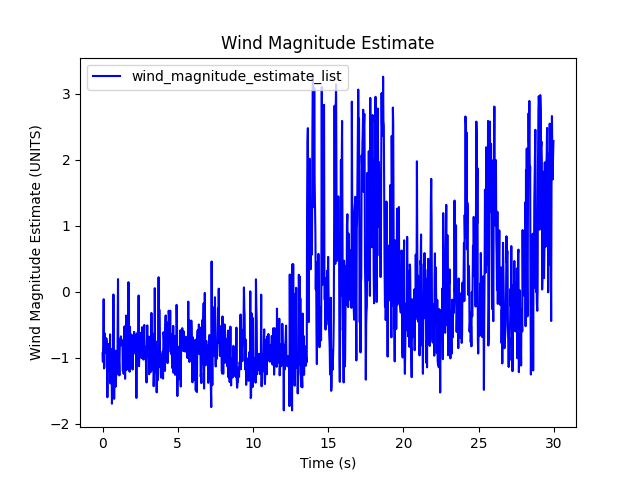 Wind Magnitude Estimate
wind_magnitude_estimate_list
Wind Magnitude Estimate (UNITS)
3
2
1
0
−1
−2
0 5 10 15 20 25 30
Time (s)